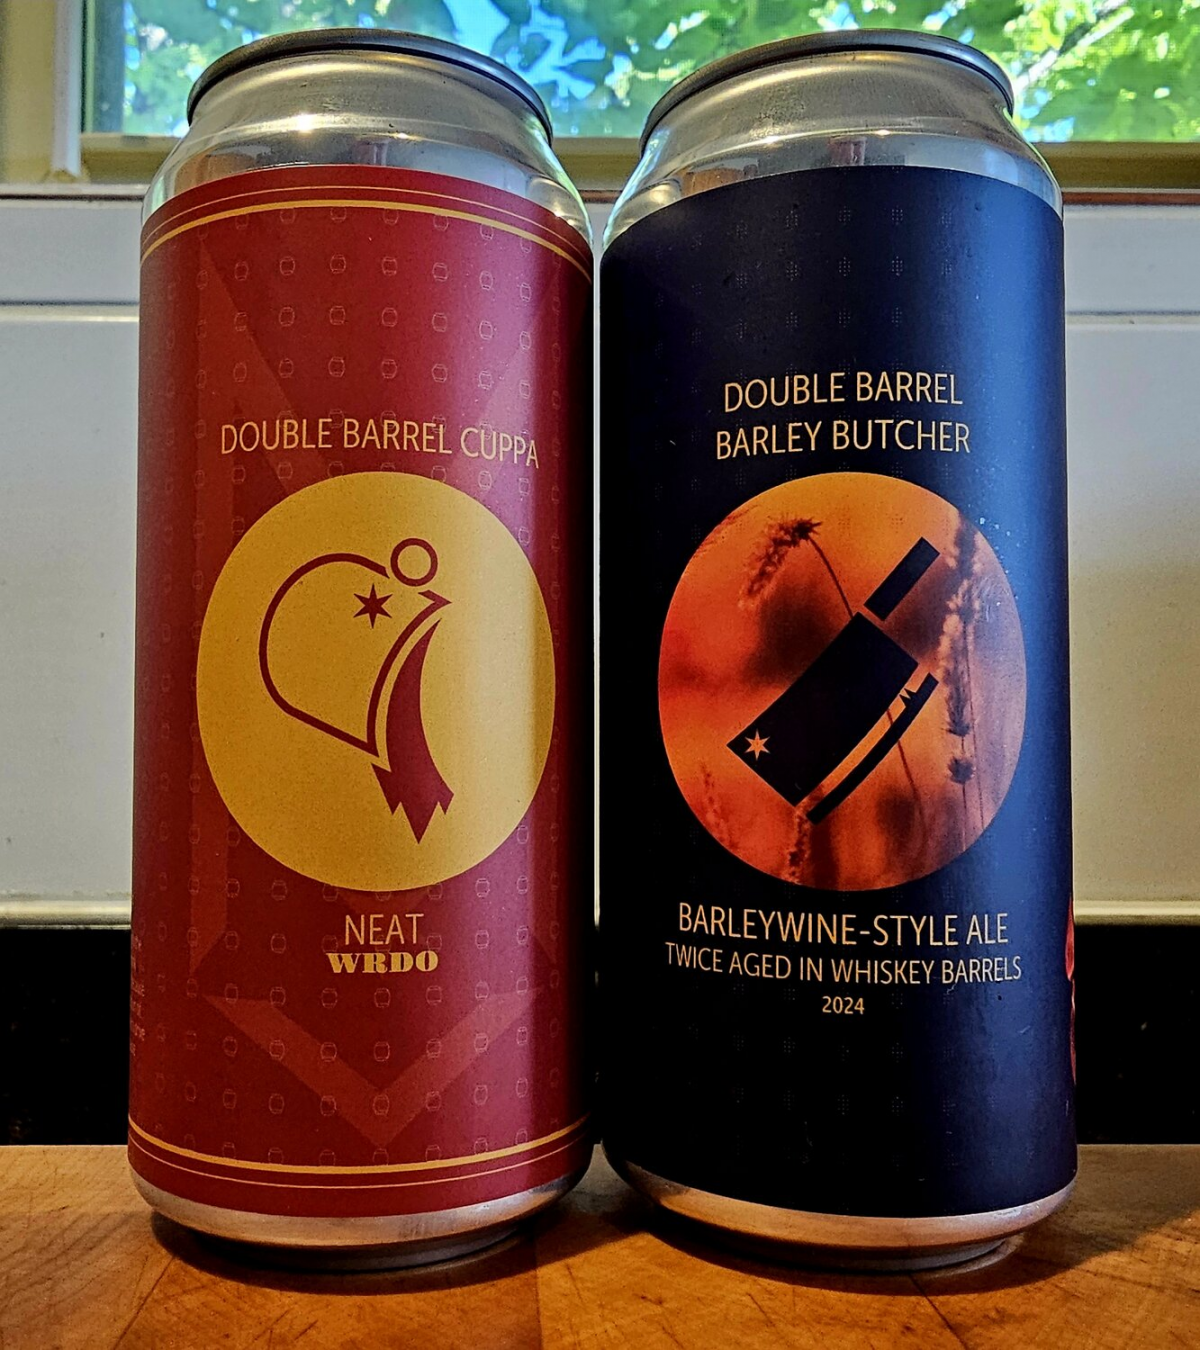 DOUBLE BARREL CUPPA
NEAT
WRDO
DOUBLE BARREL
BARLEY BUTCHER
BARLEYWINE-STYLE ALE
TWICE AGED IN WHISKEY BARRELS
2024